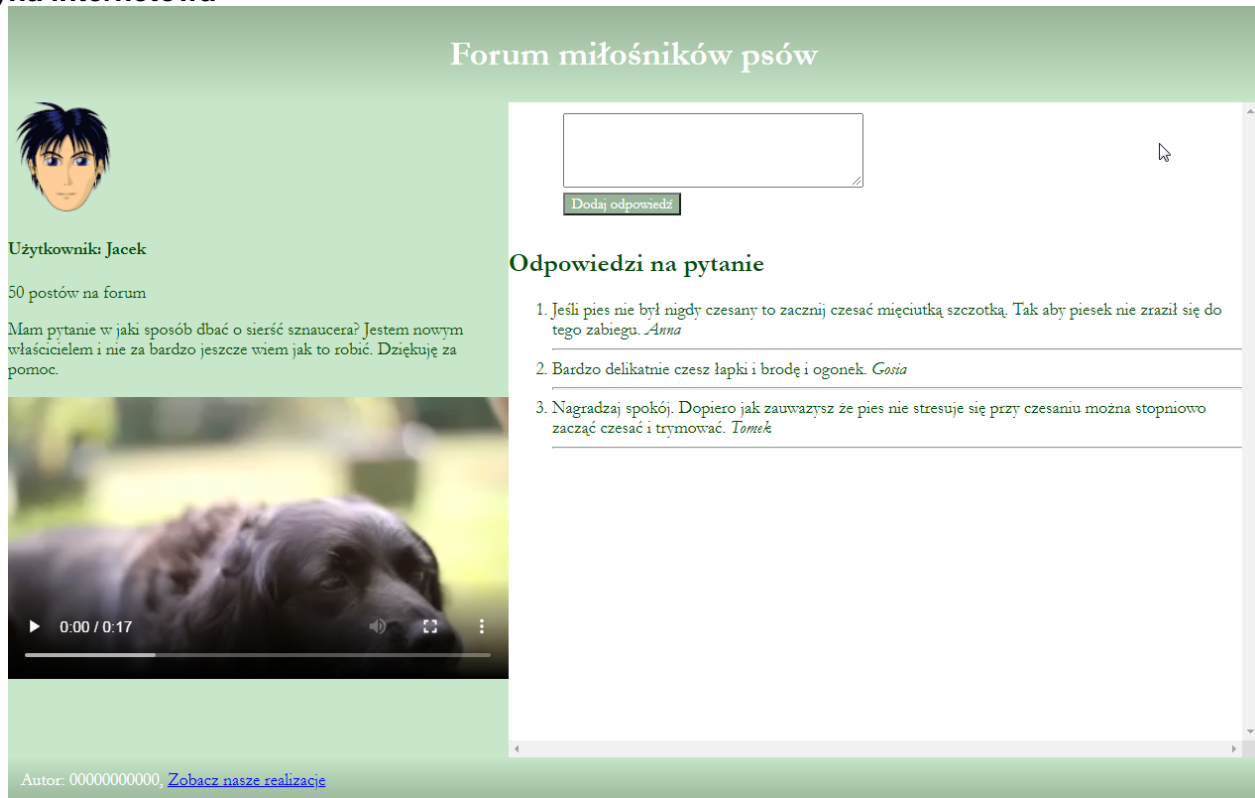 internetowa
Forum miłośników psów
Użytkownik: Jacek
50 postów na forum
Mam pytanie w jaki sposób dbać o sierść sznaucera? Jestem nowym
właścicielem i nie za bardzo jeszcze wiem jak to robić. Dziękuję za
pomoc.
0:00 / 0:17
Dodaj odpowiedź
Odpowiedzi na pytanie
1. Jeśli pies nie był nigdy czesany to zacznij czesać mięciutką szczotką. Tak aby piesek nie zraził się do
tego zabiegu. Anna
2. Bardzo delikatnie czesz łapki i brodę i ogonek. Gosia
3. Nagradzaj spokój. Dopiero jak zauwazysz że pies nie stresuje się przy czesaniu można stopniowo
zacząć czesać i trymować. Tomek
Autor: 00000000000, Zobacz nasze realizacje